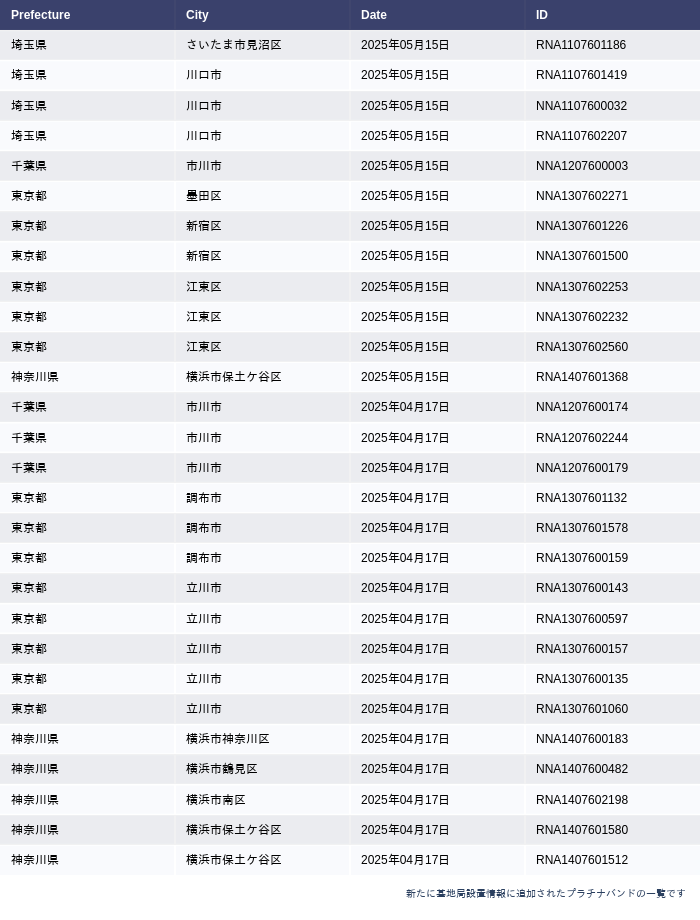 Prefecture City Date ID
埼玉県 さいたま市見沼区 2025年05月15日 RNA1107601186
埼玉県 川口市 2025年05月15日 RNA1107601419
埼玉県 川口市 2025年05月15日 NNA1107600032
埼玉県 川口市 2025年05月15日 RNA1107602207
千葉県 市川市 2025年05月15日 NNA1207600003
東京都 墨田区 2025年05月15日 NNA1307602271
東京都 新宿区 2025年05月15日 NNA1307601226
東京都 新宿区 2025年05月15日 NNA1307601500
東京都 江東区 2025年05月15日 NNA1307602253
東京都 江東区 2025年05月15日 NNA1307602232
東京都 江東区 2025年05月15日 RNA1307602560
神奈川県 横浜市保土ケ谷区 2025年05月15日 RNA1407601368
千葉県 市川市 2025年04月17日 NNA1207600174
千葉県 市川市 2025年04月17日 RNA1207602244
千葉県 市川市 2025年04月17日 NNA1207600179
東京都 調布市 2025年04月17日 RNA1307601132
東京都 調布市 2025年04月17日 RNA1307601578
東京都 調布市 2025年04月17日 RNA1307600159
東京都 立川市 2025年04月17日 RNA1307600143
東京都 立川市 2025年04月17日 RNA1307600597
東京都 立川市 2025年04月17日 RNA1307600157
東京都 立川市 2025年04月17日 RNA1307600135
東京都 立川市 2025年04月17日 RNA1307601060
神奈川県 横浜市神奈川区 2025年04月17日 NNA1407600183
神奈川県 横浜市鶴見区 2025年04月17日 NNA1407600482
神奈川県 横浜市南区 2025年04月17日 RNA1407602198
神奈川県 横浜市保土ケ谷区 2025年04月17日 RNA1407601580
神奈川県 横浜市保土ケ谷区 2025年04月17日 RNA1407601512
新たに基地局設置情報に追加されたプラチナバンドの一覧です